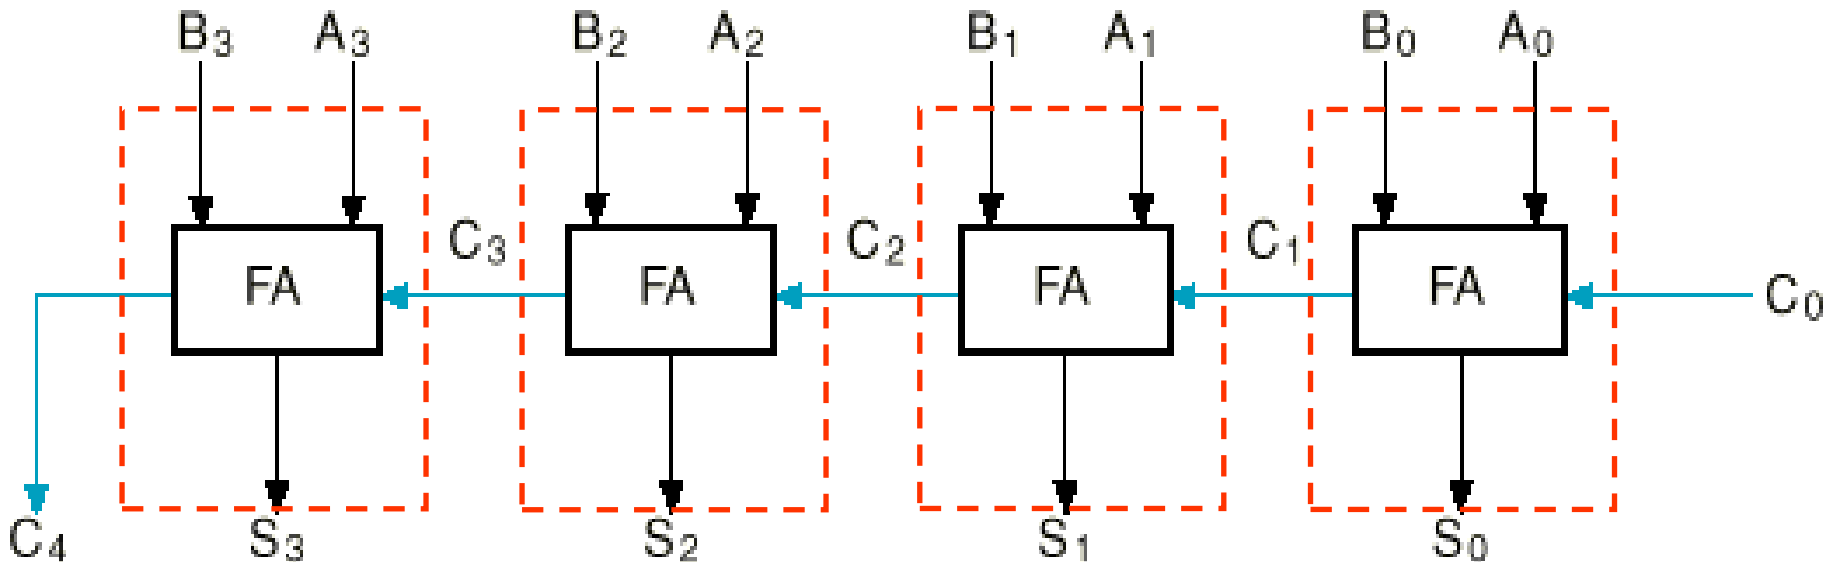 B₃ A₃ B₂ A₂ B₁ A₁ B₀ A₀
C₃ C₂ C₁
FA FA FA FA C₀
C₄ S₃ S₂ S₁ S₀